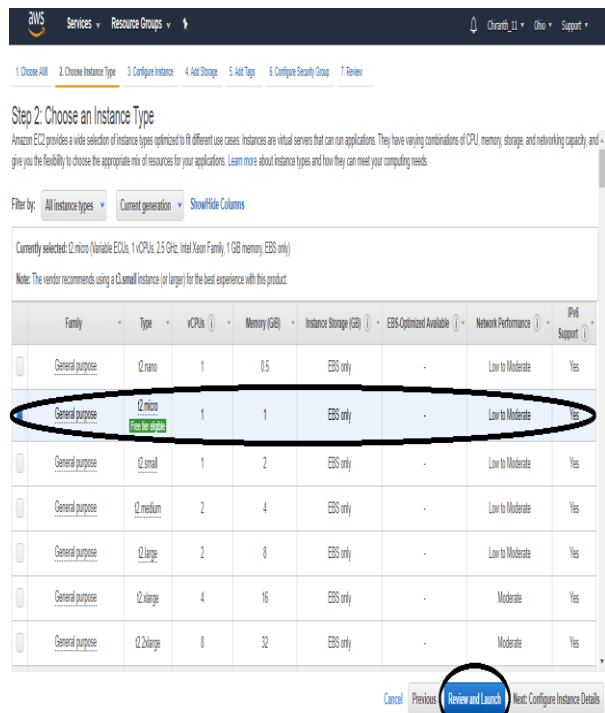 aws Services Resource Groups Chiranth_11 Ohio Support
1. Choose AMI 2. Choose Instance Type 3. Configure Instance 4. Add Storage 5. Add Tags 6. Configure Security Group 7. Review
Step 2: Choose an Instance Type
Amazon EC2 provides a wide selection of instance types optimized to fit different use cases. Instances are virtual servers that can run applications. They have varying combinations of CPU, memory, storage, and networking capacity, and
give you the flexibility to choose the appropriate mix of resources for your applications. Learn more about instance types and how they can meet your computing needs.
Filter by: All instance types Current generation Show/Hide Columns
Currently selected: t2.micro (Variable ECUs, 1 vCPUs, 2.5 GHz, Intel Xeon Family, 1 GiB memory, EBS only)
Note: The vendor recommends using a t3.small instance (or larger) for the best experience with this product.
Family Type vCPUs Memory (GiB) Instance Storage (GB) EBS-Optimized Available Network Performance IPv6
Support
General purpose t2.nano 1 0.5 EBS only - Low to Moderate Yes
General purpose t2.micro 1 1 EBS only - Low to Moderate Yes
Free tier eligible
General purpose t2.small 1 2 EBS only - Low to Moderate Yes
General purpose t2.medium 2 4 EBS only - Low to Moderate Yes
General purpose t2.large 2 8 EBS only - Low to Moderate Yes
General purpose t2.xlarge 4 16 EBS only - Moderate Yes
General purpose t2.2xlarge 8 32 EBS only - Moderate Yes
Cancel Previous Review and Launch Next: Configure Instance Details